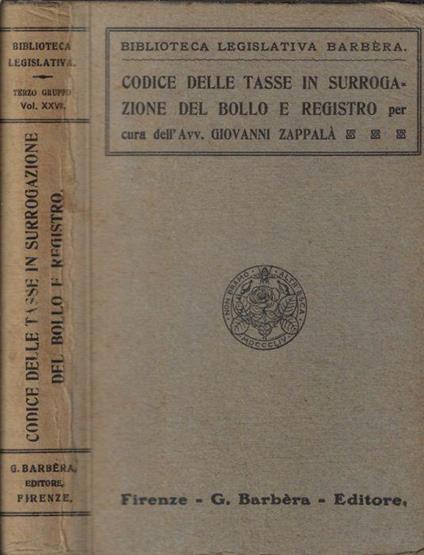 BIBLIOTECA
LEGISLATIVA.
TERZO GRUPPO
Vol. XXVII.
CODICE DELLE TASSE IN SURROGAZIONE
DEL BOLLO E REGISTRO.
G. BARBÈRA,
EDITORE,
FIRENZE.
BIBLIOTECA LEGISLATIVA BARBÈRA.
CODICE DELLE TASSE IN SURROGA-
ZIONE DEL BOLLO E REGISTRO per
cura dell'Avv. GIOVANNI ZAPPALÀ
NON BRAMO ALTR'ESCA
MDCCCLIV
Firenze - G. Barbèra - Editore.